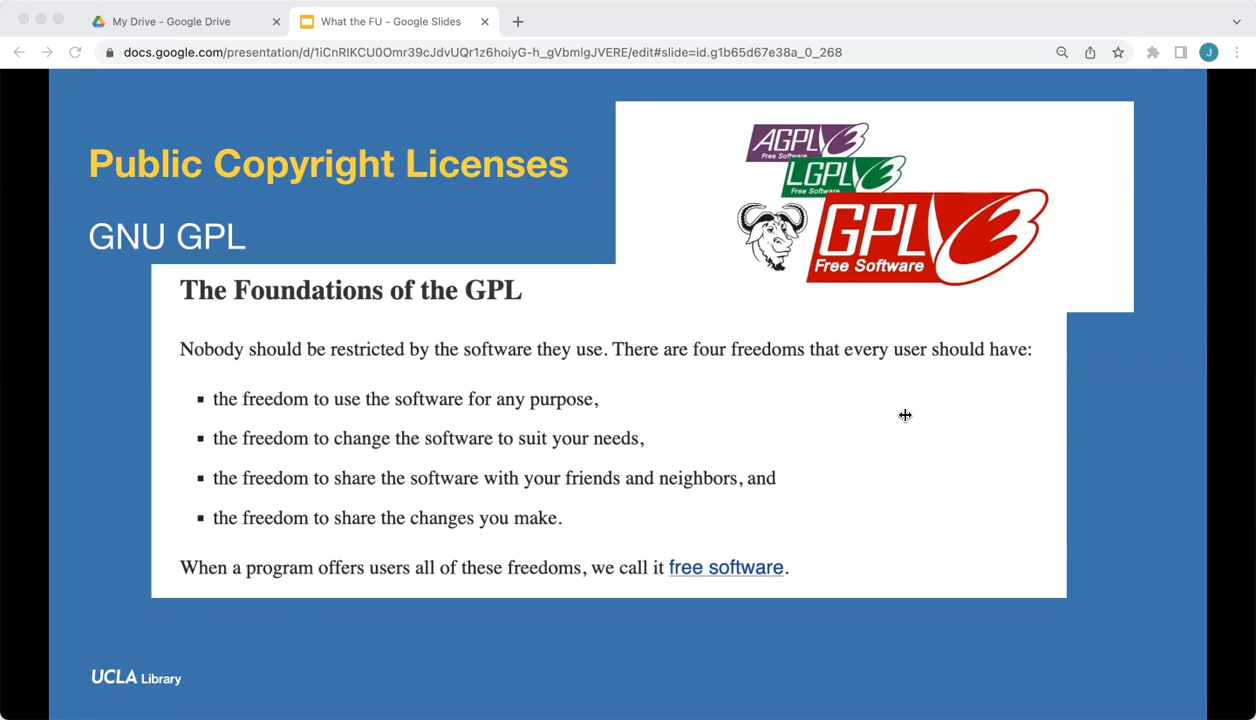 My Drive - Google Drive
What the FU - Google Slides
docs.google.com/presentation/d/1iCnRlKCU0Omr39cJdvUQr1z6hoiyG-h_gVbmlgJVERE/edit#slide=id.g1b65d67e38a_0_268
J
Public Copyright Licenses
GNU GPL
AGPLV3
Free Software
LGPLV3
Free Software
GPLV3
Free Software
The Foundations of the GPL
Nobody should be restricted by the software they use. There are four freedoms that every user should have:
▪ the freedom to use the software for any purpose,
▪ the freedom to change the software to suit your needs,
▪ the freedom to share the software with your friends and neighbors, and
▪ the freedom to share the changes you make.
When a program offers users all of these freedoms, we call it free software.
UCLA Library